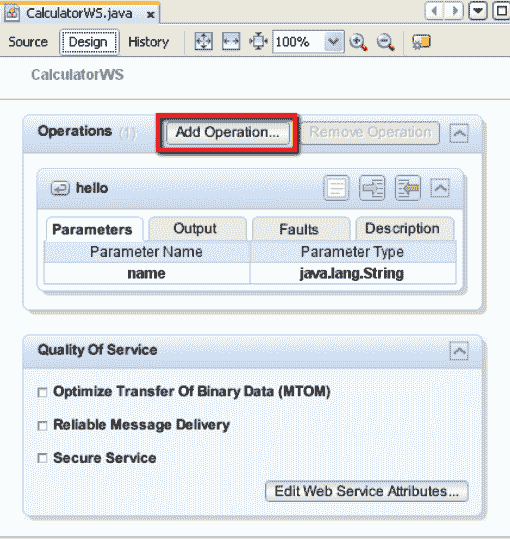 CalculatorWS.java x
Source Design History 100%
CalculatorWS
Operations (1) Add Operation... Remove Operation
hello
Parameters Output Faults Description
Parameter Name Parameter Type
name java.lang.String
Quality Of Service
Optimize Transfer Of Binary Data (MTOM)
Reliable Message Delivery
Secure Service
Edit Web Service Attributes...